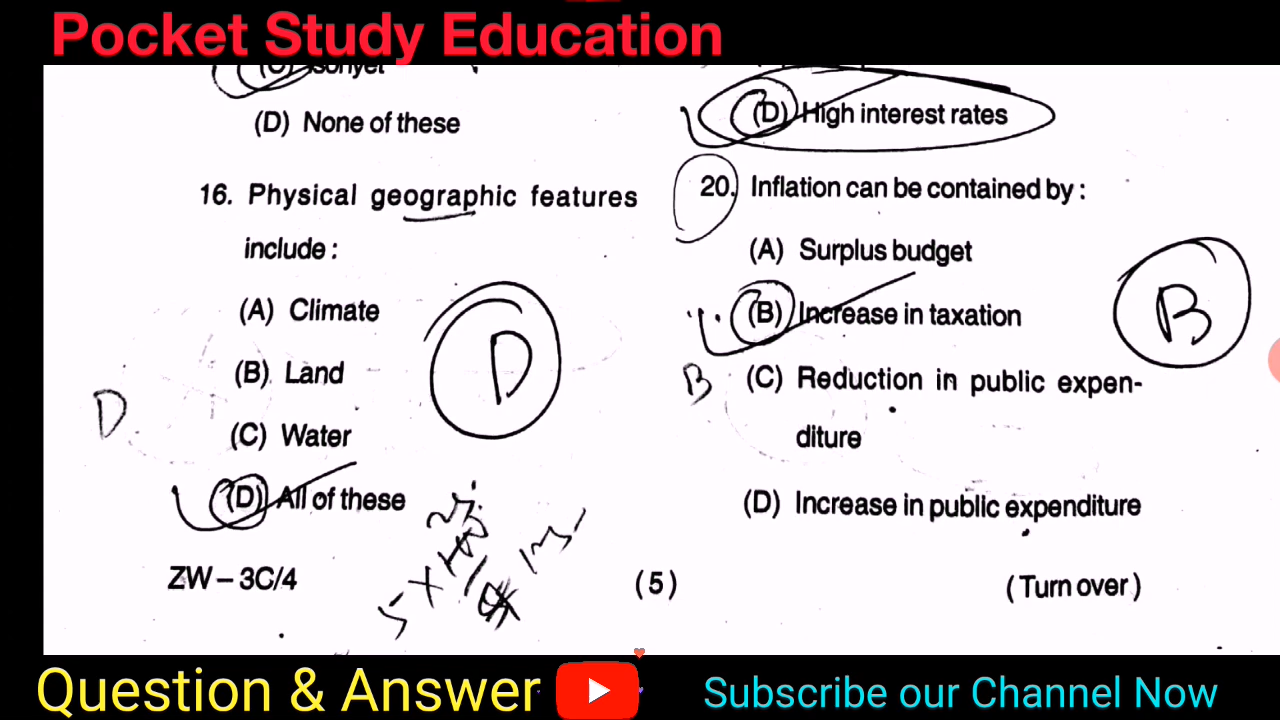 Pocket Study Education
(D) None of these
16. Physical geographic features
include :
(A) Climate
(B) Land
(C) Water
(D) All of these
D
D
ZW – 3C/4
(5)
(D) High interest rates
20. Inflation can be contained by :
(A) Surplus budget
(B) Increase in taxation
B
B
(C) Reduction in public expen-
diture
(D) Increase in public expenditure
( Turn over )
Question & Answer
Subscribe our Channel Now